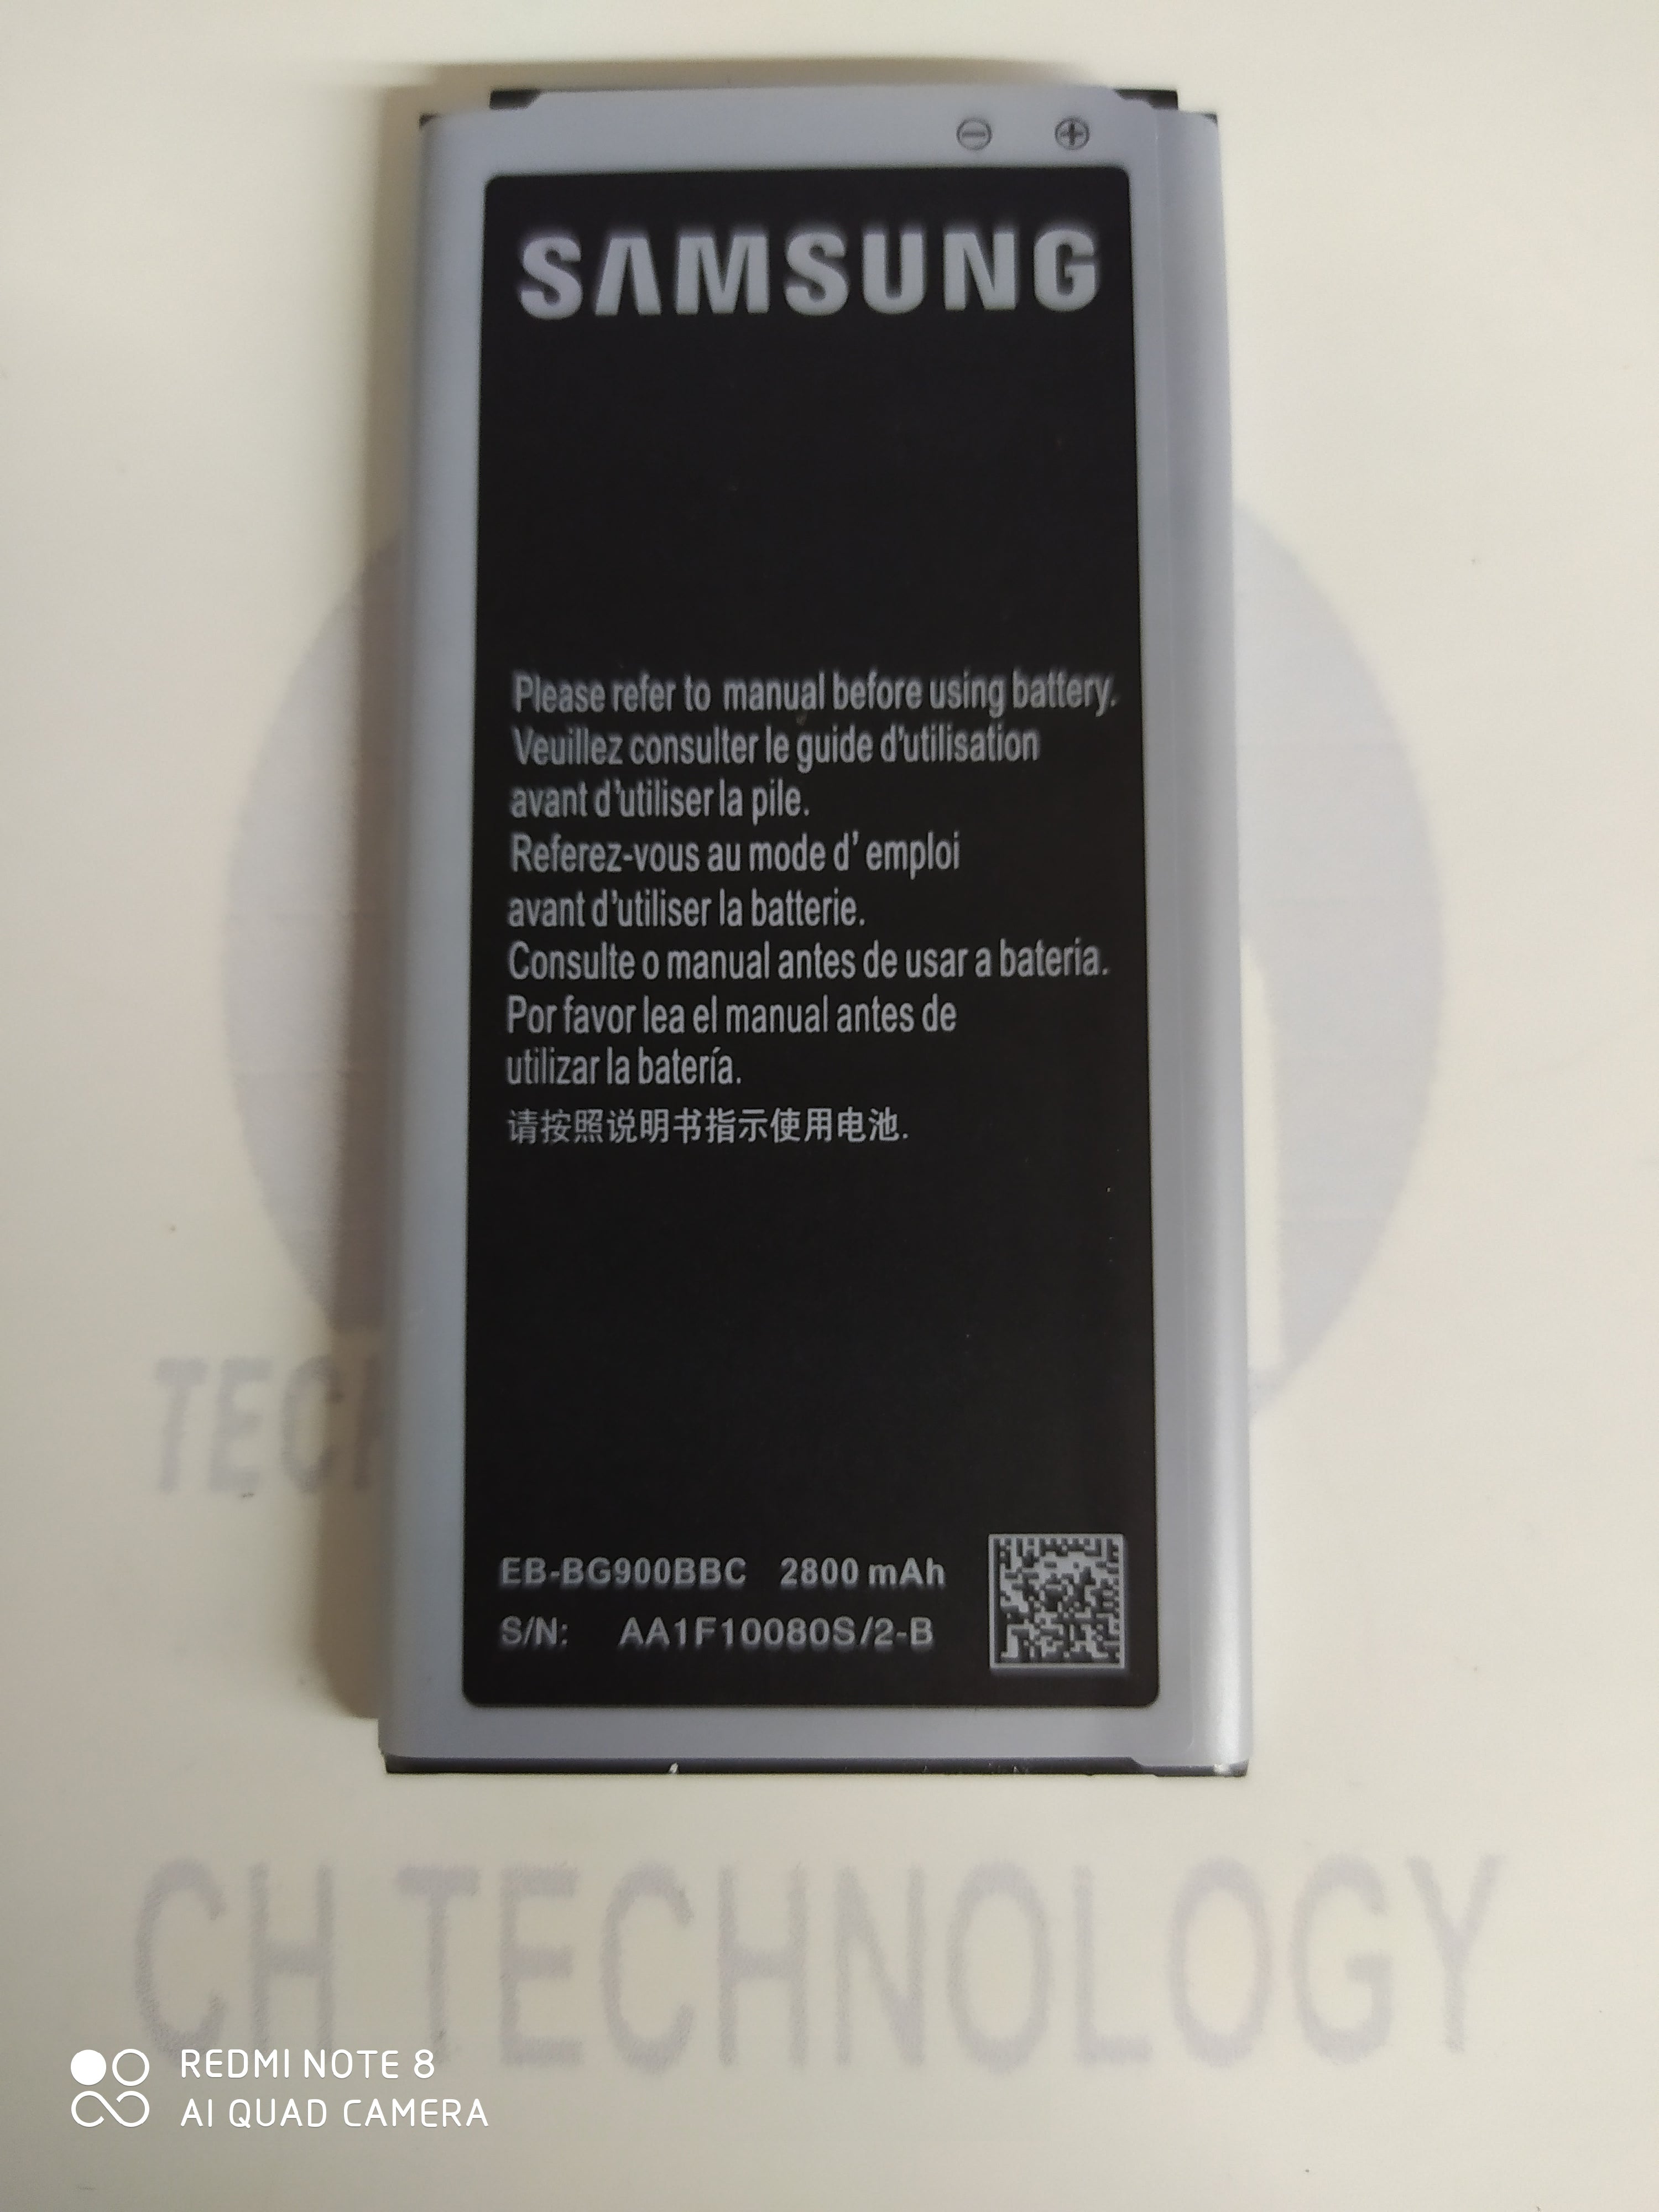 SAMSUNG
Please refer to manual before using battery.
Veuillez consulter le guide d'utilisation
avant d'utiliser la pile.
Referez-vous au mode d' emploi
avant d'utiliser la batterie.
Consulte o manual antes de usar a bateria.
Por favor lea el manual antes de
utilizar la batería.
请按照说明书指示使用电池.
EB-BG900BBC 2800 mAh
S/N: AA1F10080S/2-B
CH TECHNOLOGY
REDMI NOTE 8
AI QUAD CAMERA